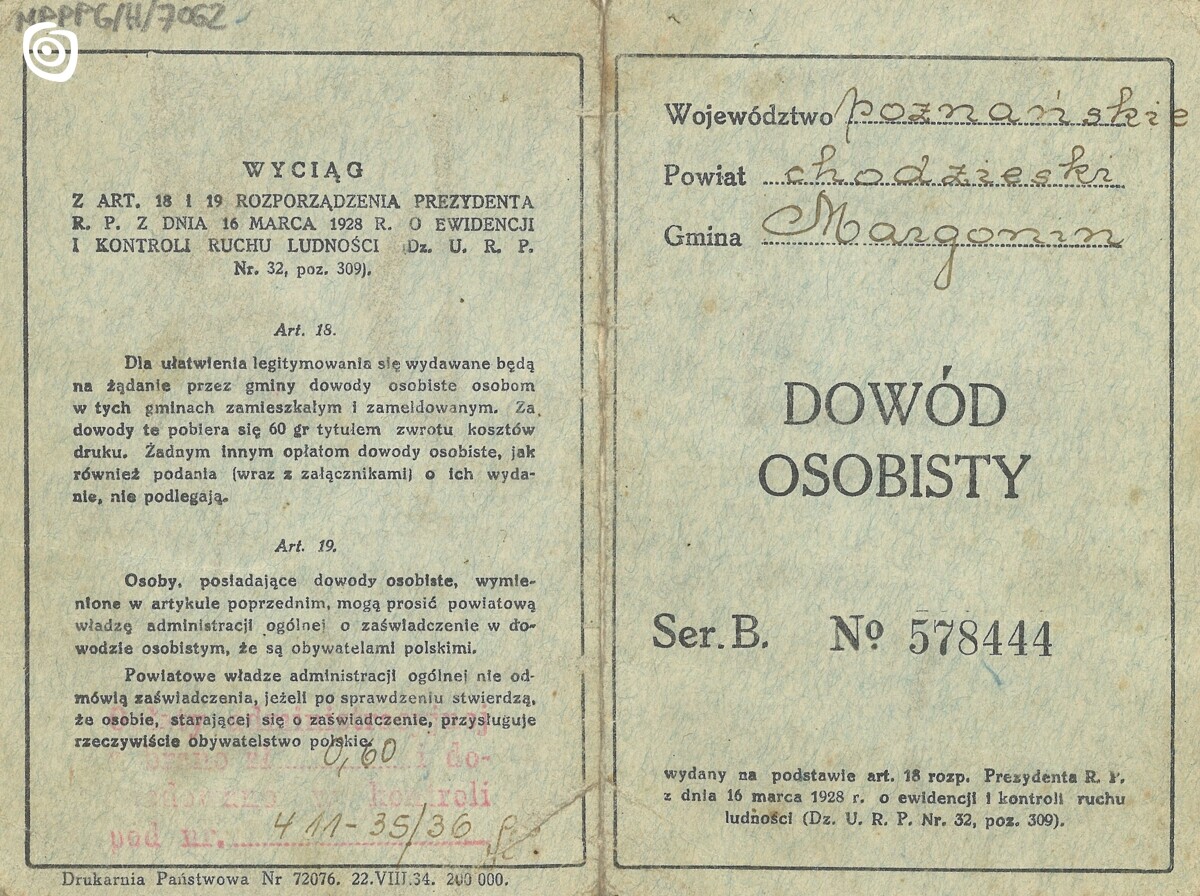 MPPPG/H/7062
WYCIĄG
Z ART. 18 I 19 ROZPORZĄDZENIA PREZYDENTA
R. P. Z DNIA 16 MARCA 1928 R. O EWIDENCJI
I KONTROLI RUCHU LUDNOŚCI (Dz. U. R. P.
Nr. 32, poz. 309).
Art. 18.
Dla ułatwienia legitymowania się wydawane będą
na żądanie przez gminy dowody osobiste osobom
w tych gminach zamieszkałym i zameldowanym. Za
dowody te pobiera się 60 gr tytułem zwrotu kosztów
druku. Żadnym innym opłatom dowody osobiste, jak
również podania (wraz z załącznikami) o ich wyda-
nie, nie podlegają.
Art. 19.
Osoby, posiadające dowody osobiste, wymie-
nione w artykule poprzednim, mogą prosić powiatową
władzę administracji ogólnej o zaświadczenie w do-
wodzie osobistym, że są obywatelami polskimi.
Powiatowe władze administracji ogólnej nie od-
mówią zaświadczenia, jeżeli po sprawdzeniu stwierdzą,
że osobie, starającej się o zaświadczenie, przysługuje
rzeczywiście obywatelstwo polskie.
administracyjnej
zł 0,60 i do-
kontroli
pod nr. 411-35/36
Drukarnia Państwowa Nr 72076. 22.VIII.34. 200 000.
Województwo poznańskie
Powiat chodzieski
Gmina Margonin
DOWÓD
OSOBISTY
Ser. B. Nº 578444
wydany na podstawie art. 18 rozp. Prezydenta R. P.
z dnia 16 marca 1928 r. o ewidencji i kontroli ruchu
ludności (Dz. U. R. P. Nr. 32, poz. 309).